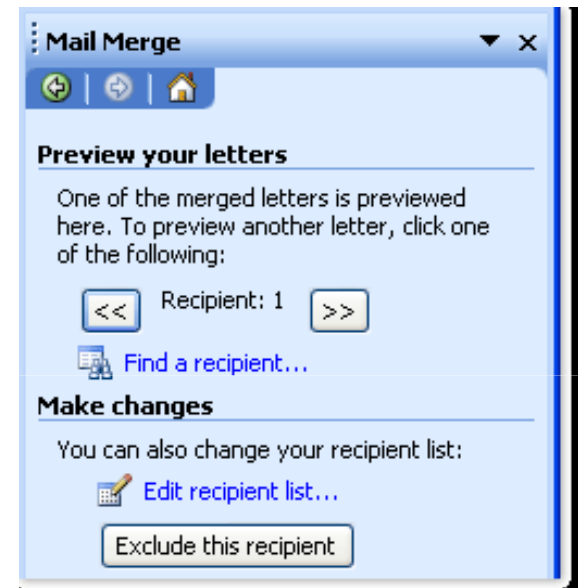 Mail Merge
Preview your letters
One of the merged letters is previewed
here. To preview another letter, click one
of the following:
<< Recipient: 1 >>
Find a recipient...
Make changes
You can also change your recipient list:
Edit recipient list...
Exclude this recipient